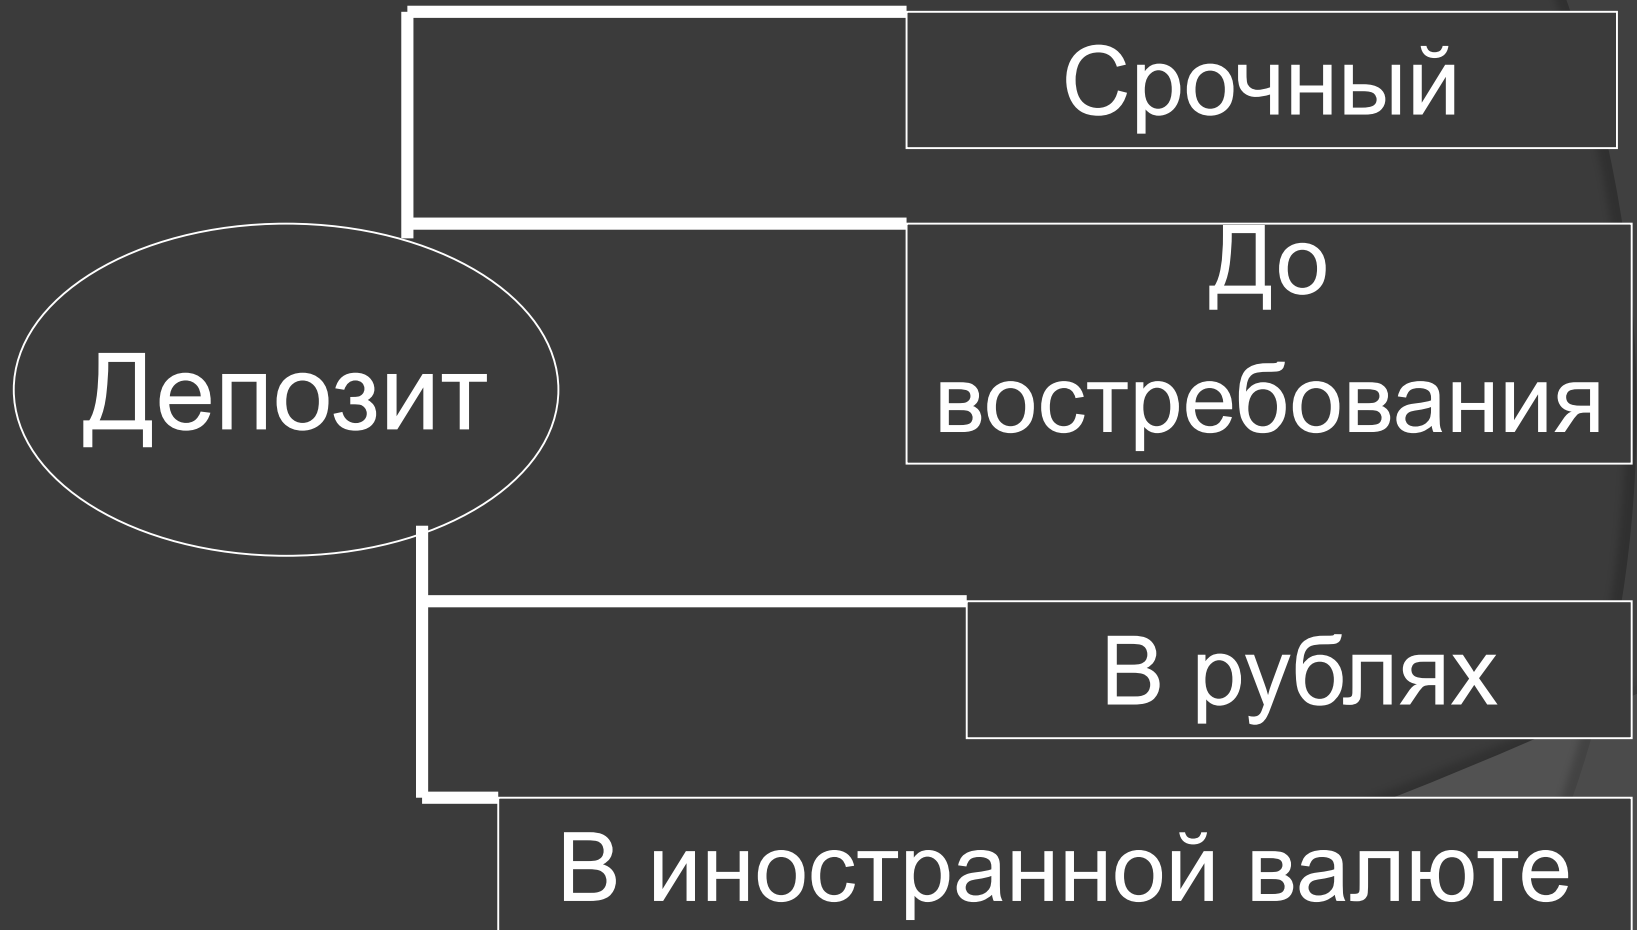 Срочный
До
востребования
Депозит
В рублях
В иностранной валюте